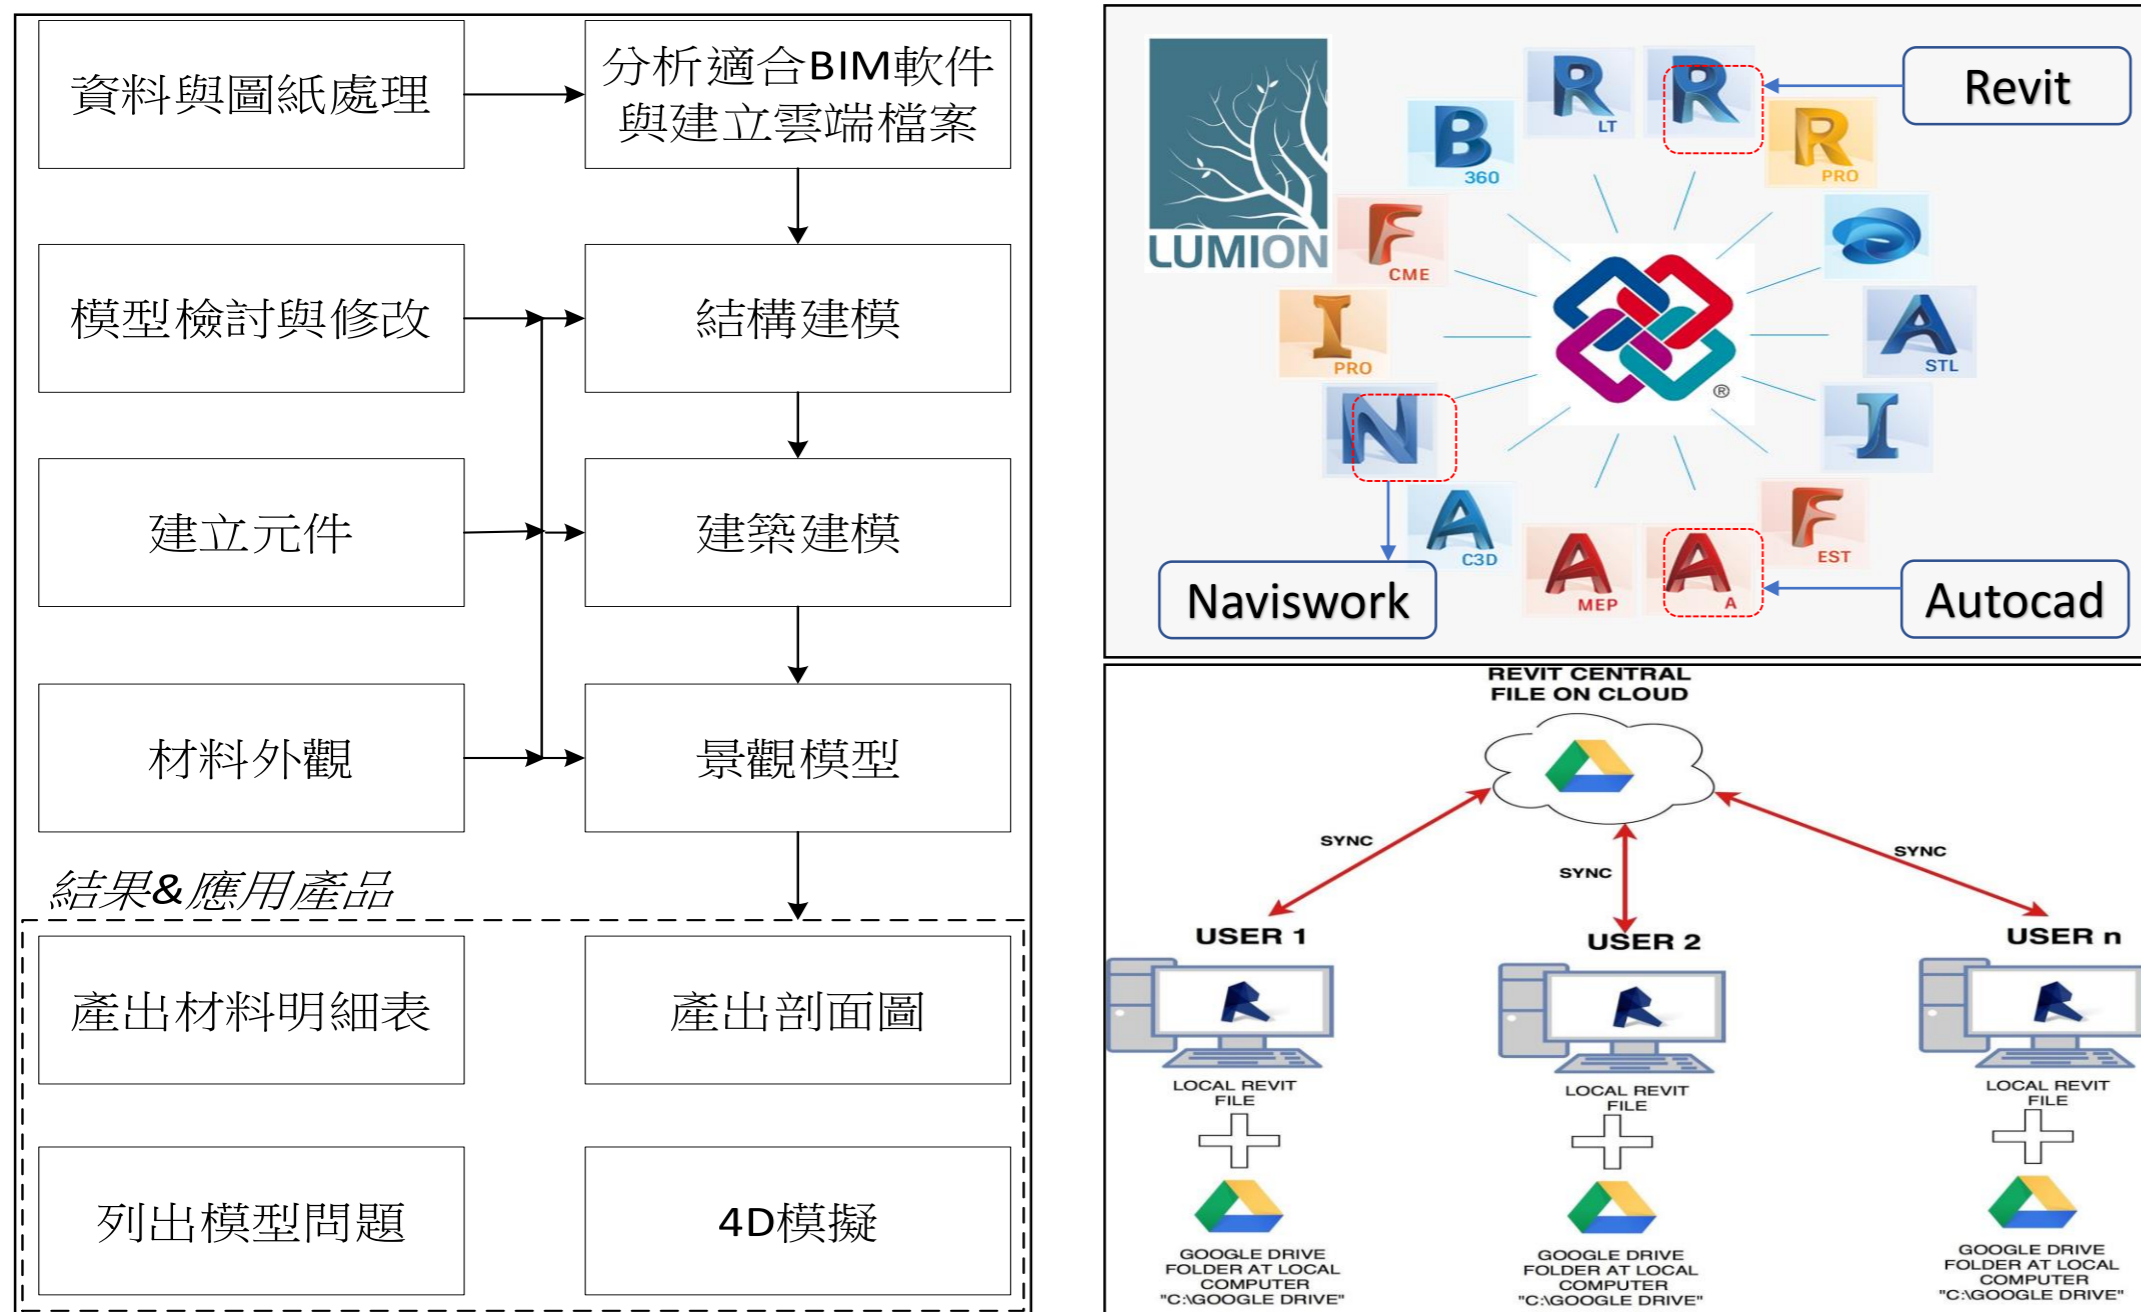 資料與圖紙處理
分析適合BIM軟件
與建立雲端檔案
模型檢討與修改
結構建模
建立元件
建築建模
材料外觀
景觀模型
結果&應用產品
產出材料明細表
產出剖面圖
列出模型問題
4D模擬
LUMION
R
LT
R
Revit
B
360
R
PRO
F
CME
I
PRO
A
STL
®
N
I
A
C3D
F
EST
A
MEP
A
A
Naviswork
Autocad
REVIT CENTRAL
FILE ON CLOUD
SYNC
SYNC
SYNC
USER 1
USER 2
USER n
LOCAL REVIT
FILE
LOCAL REVIT
FILE
LOCAL REVIT
FILE
GOOGLE DRIVE
FOLDER AT LOCAL
COMPUTER
"C:\GOOGLE DRIVE"
GOOGLE DRIVE
FOLDER AT LOCAL
COMPUTER
"C:\GOOGLE DRIVE"
GOOGLE DRIVE
FOLDER AT LOCAL
COMPUTER
"C:\GOOGLE DRIVE"